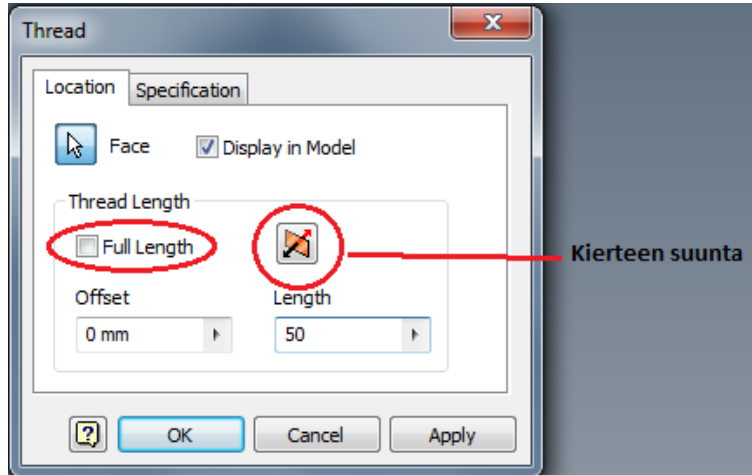 Thread
Location Specification
Face Display in Model
Thread Length
Full Length
Kierteen suunta
Offset Length
0 mm 50
OK Cancel Apply